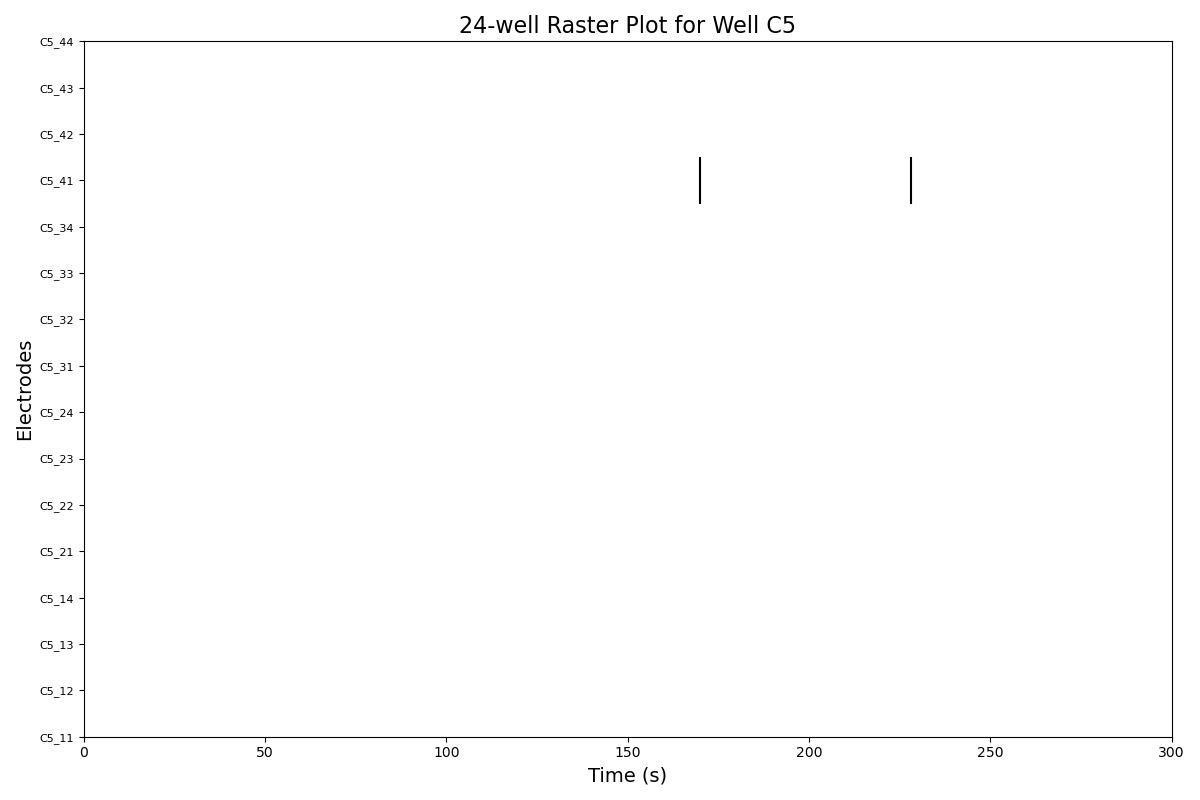 24-well Raster Plot for Well C5
Electrodes
C5_44
C5_43
C5_42
C5_41
C5_34
C5_33
C5_32
C5_31
C5_24
C5_23
C5_22
C5_21
C5_14
C5_13
C5_12
C5_11
0 50 100 150 200 250 300
Time (s)